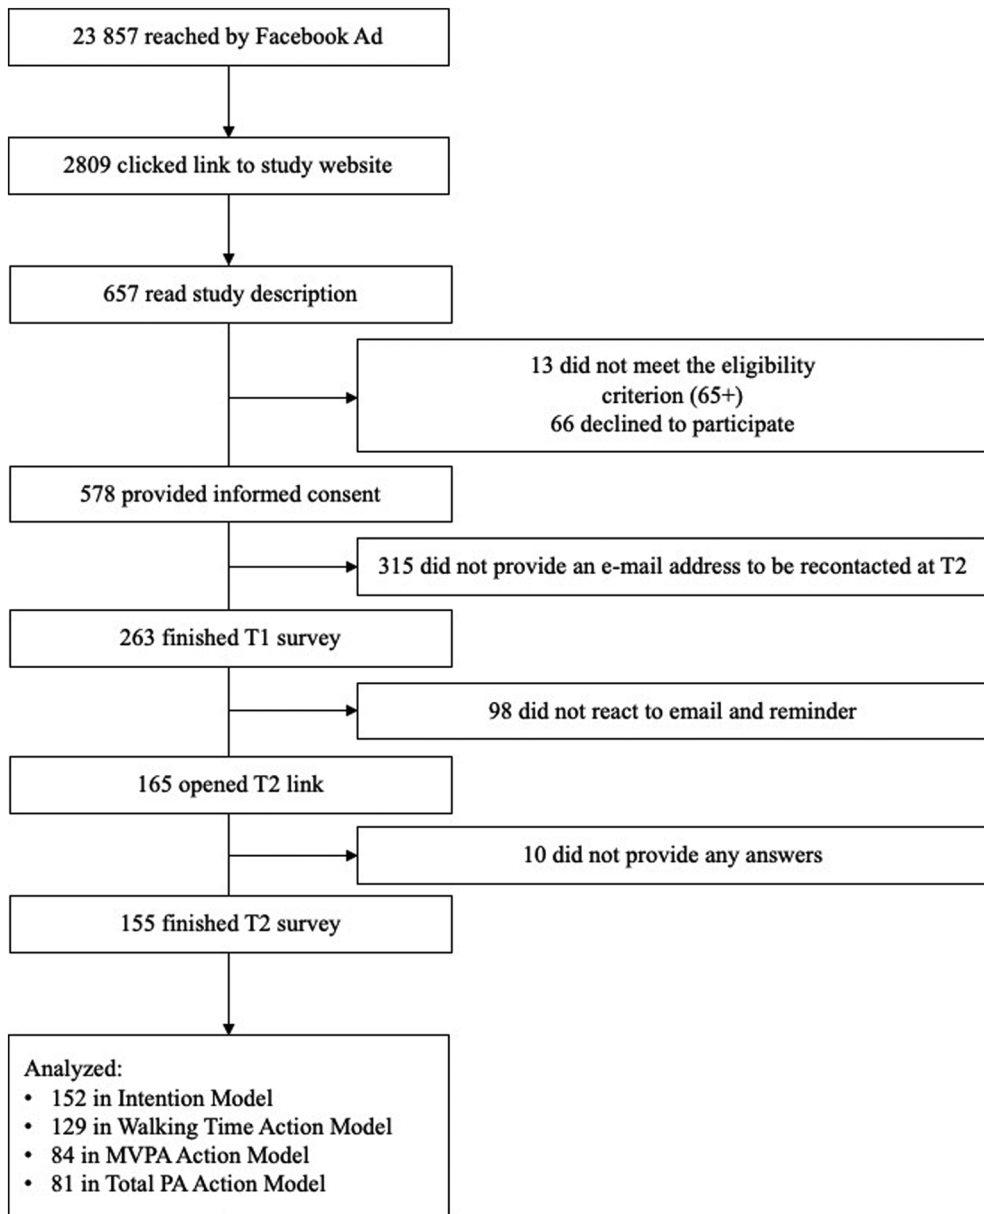 23 857 reached by Facebook Ad
2809 clicked link to study website
657 read study description
13 did not meet the eligibility
criterion (65+)
66 declined to participate
578 provided informed consent
315 did not provide an e-mail address to be recontacted at T2
263 finished T1 survey
98 did not react to email and reminder
165 opened T2 link
10 did not provide any answers
155 finished T2 survey
Analyzed:
• 152 in Intention Model
• 129 in Walking Time Action Model
• 84 in MVPA Action Model
• 81 in Total PA Action Model